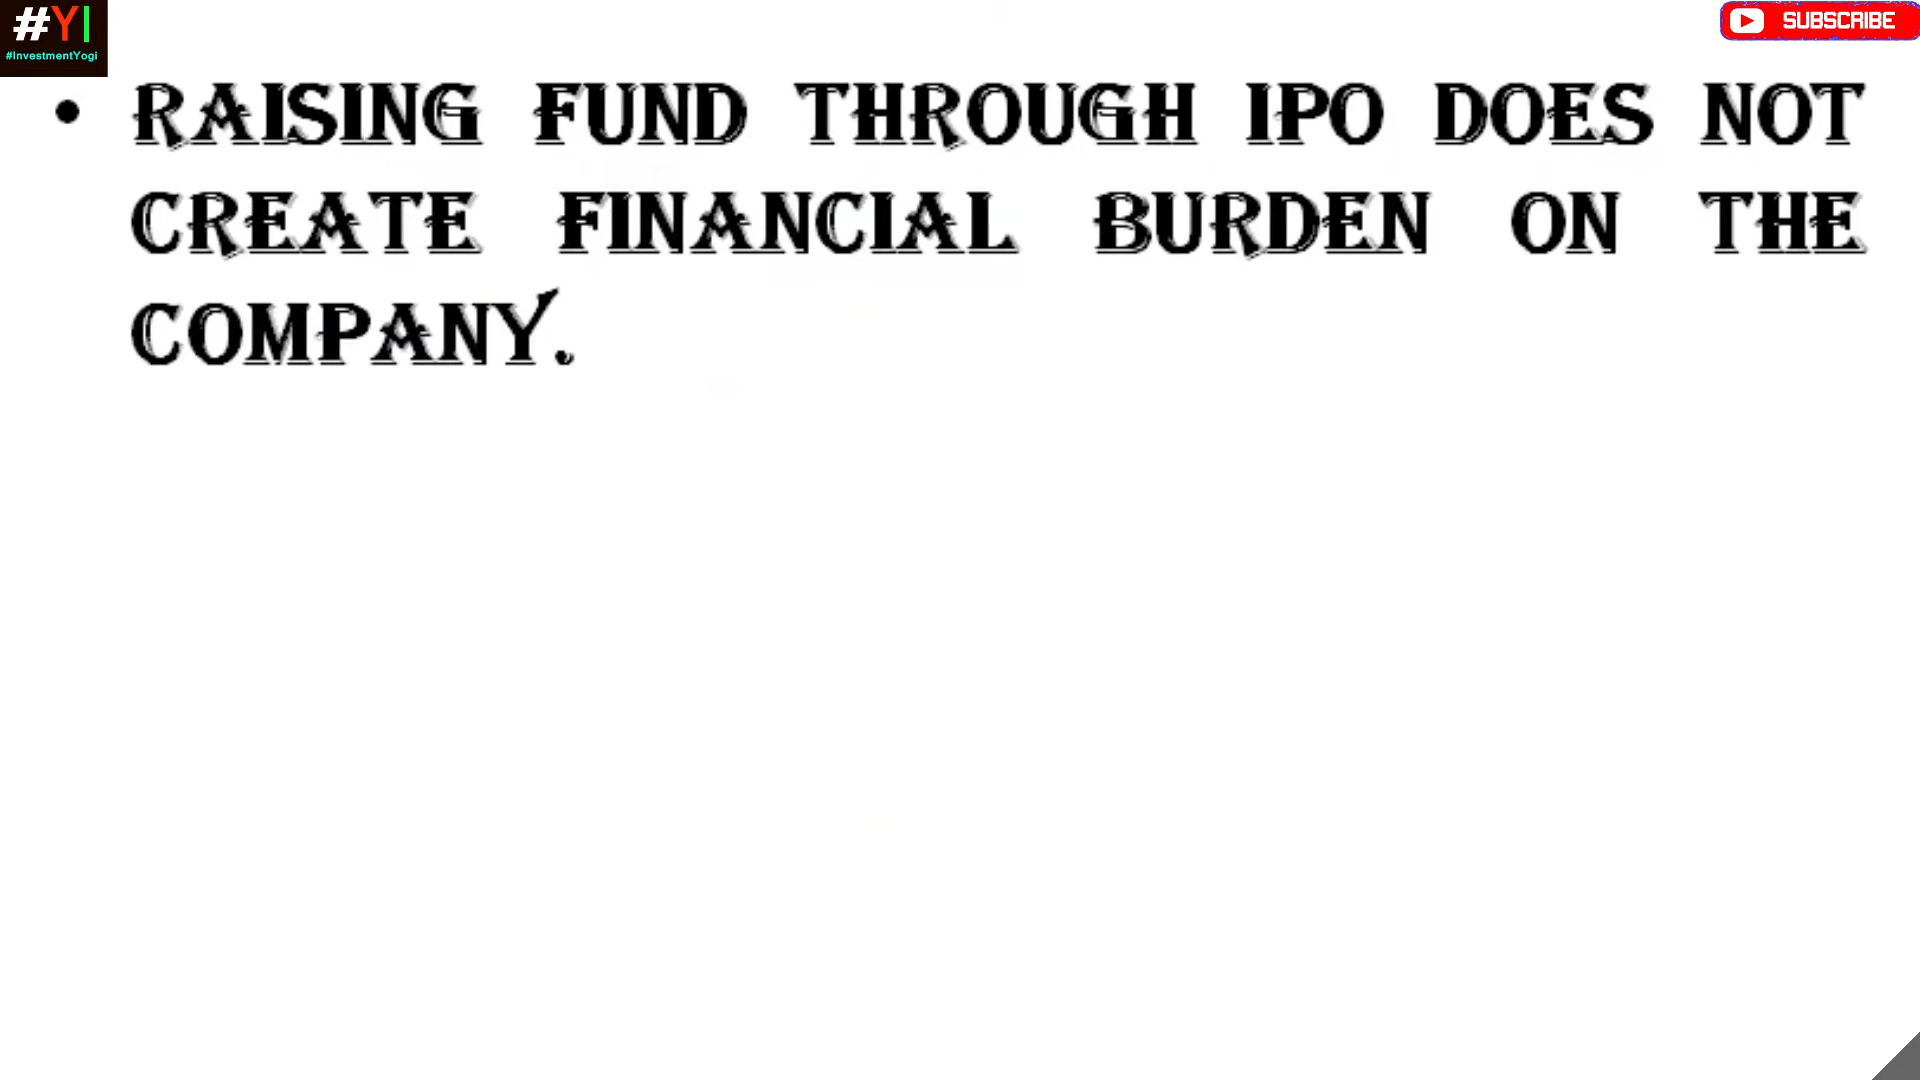 #YI
#InvestmentYogi
SUBSCRIBE
• RAISING FUND THROUGH IPO DOES NOT
CREATE FINANCIAL BURDEN ON THE
COMPANY.